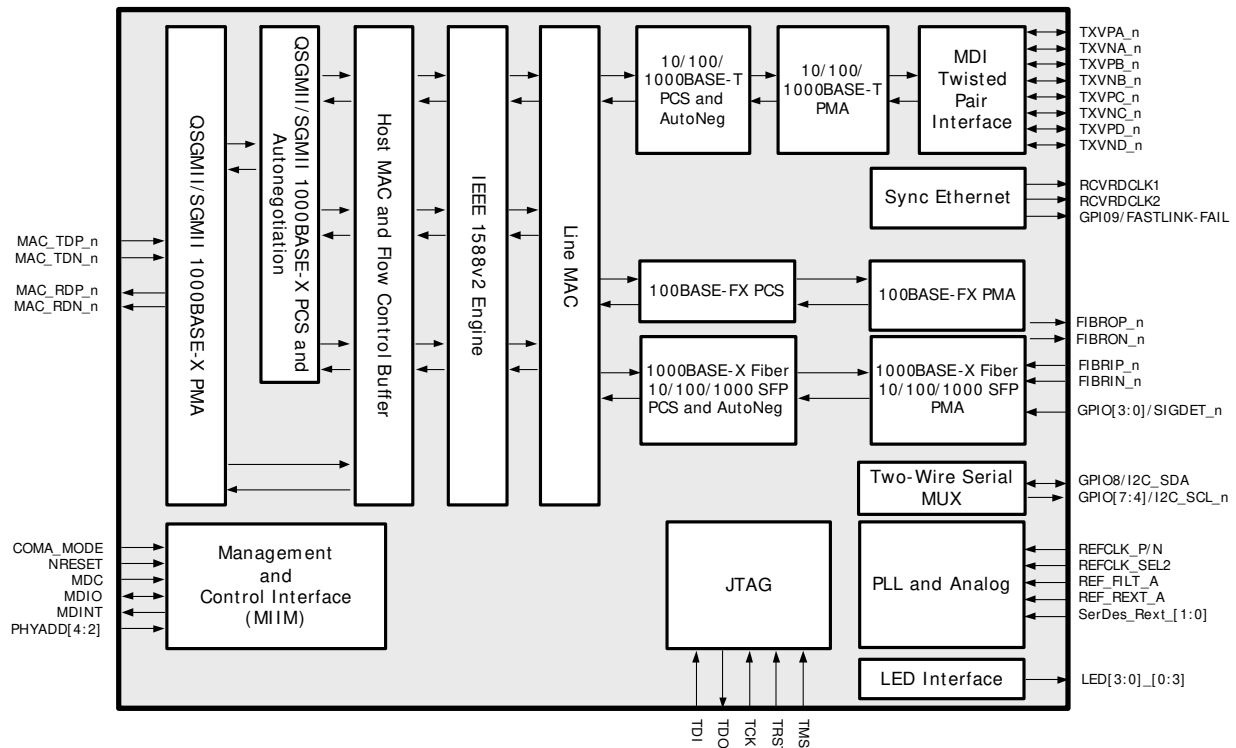 MAC_TDP_n
MAC_TDN_n
MAC_RDP_n
MAC_RDN_n
COMA_MODE
NRESET
MDC
MDIO
MDINT
PHYADD[4:2]
QSGMII/SGMII 1000BASE-X PMA
QSGMII/SGMII 1000BASE-X PCS and
Autonegotiation
Host MAC and Flow Control Buffer
IEEE 1588v2 Engine
Line MAC
10/100/
1000BASE-T
PCS and
AutoNeg
10/100/
1000BASE-T
PMA
MDI
Twisted
Pair
Interface
TXVPA_n
TXVNA_n
TXVPB_n
TXVNB_n
TXVPC_n
TXVNC_n
TXVPD_n
TXVND_n
Sync Ethernet
RCVRDCLK1
RCVRDCLK2
GPI09/FASTLINK-FAIL
100BASE-FX PCS
100BASE-FX PMA
FIBROP_n
FIBRON_n
1000BASE-X Fiber
10/100/1000 SFP
PCS and AutoNeg
1000BASE-X Fiber
10/100/1000 SFP
PMA
FIBRIP_n
FIBRIN_n
GPIO[3:0]/SIGDET_n
Two-Wire Serial
MUX
GPIO8/I2C_SDA
GPIO[7:4]/I2C_SCL_n
Management
and
Control Interface
(MIIM)
JTAG
PLL and Analog
REFCLK_P/N
REFCLK_SEL2
REF_FILT_A
REF_REXT_A
SerDes_Rext_[1:0]
LED Interface
LED[3:0]_[0:3]
TDI
TDO
TCK
TRST
TMS